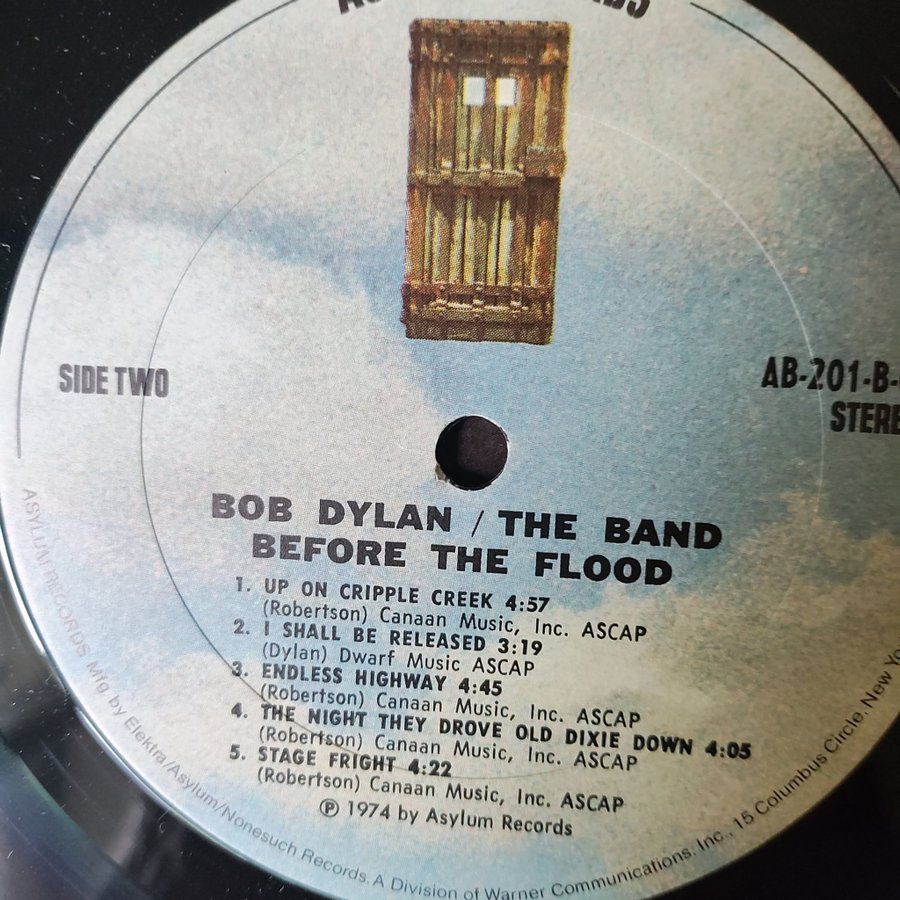 SIDE TWO
AB-201-B-
STERE
BOB DYLAN / THE BAND
BEFORE THE FLOOD
1. UP ON CRIPPLE CREEK 4:57
(Robertson) Canaan Music, Inc. ASCAP
2. I SHALL BE RELEASED 3:19
(Dylan) Dwarf Music ASCAP
3. ENDLESS HIGHWAY 4:45
(Robertson) Canaan Music, Inc. ASCAP
4. THE NIGHT THEY DROVE OLD DIXIE DOWN 4:05
(Robertson) Canaan Music, Inc. ASCAP
5. STAGE FRIGHT 4:22
(Robertson) Canaan Music, Inc. ASCAP
℗ 1974 by Asylum Records
ASYLUM RECORDS Mfg by Elektra/Asylum/Nonesuch Records. A Division of Warner Communications. Inc., 15 Columbus Circle. New Yo